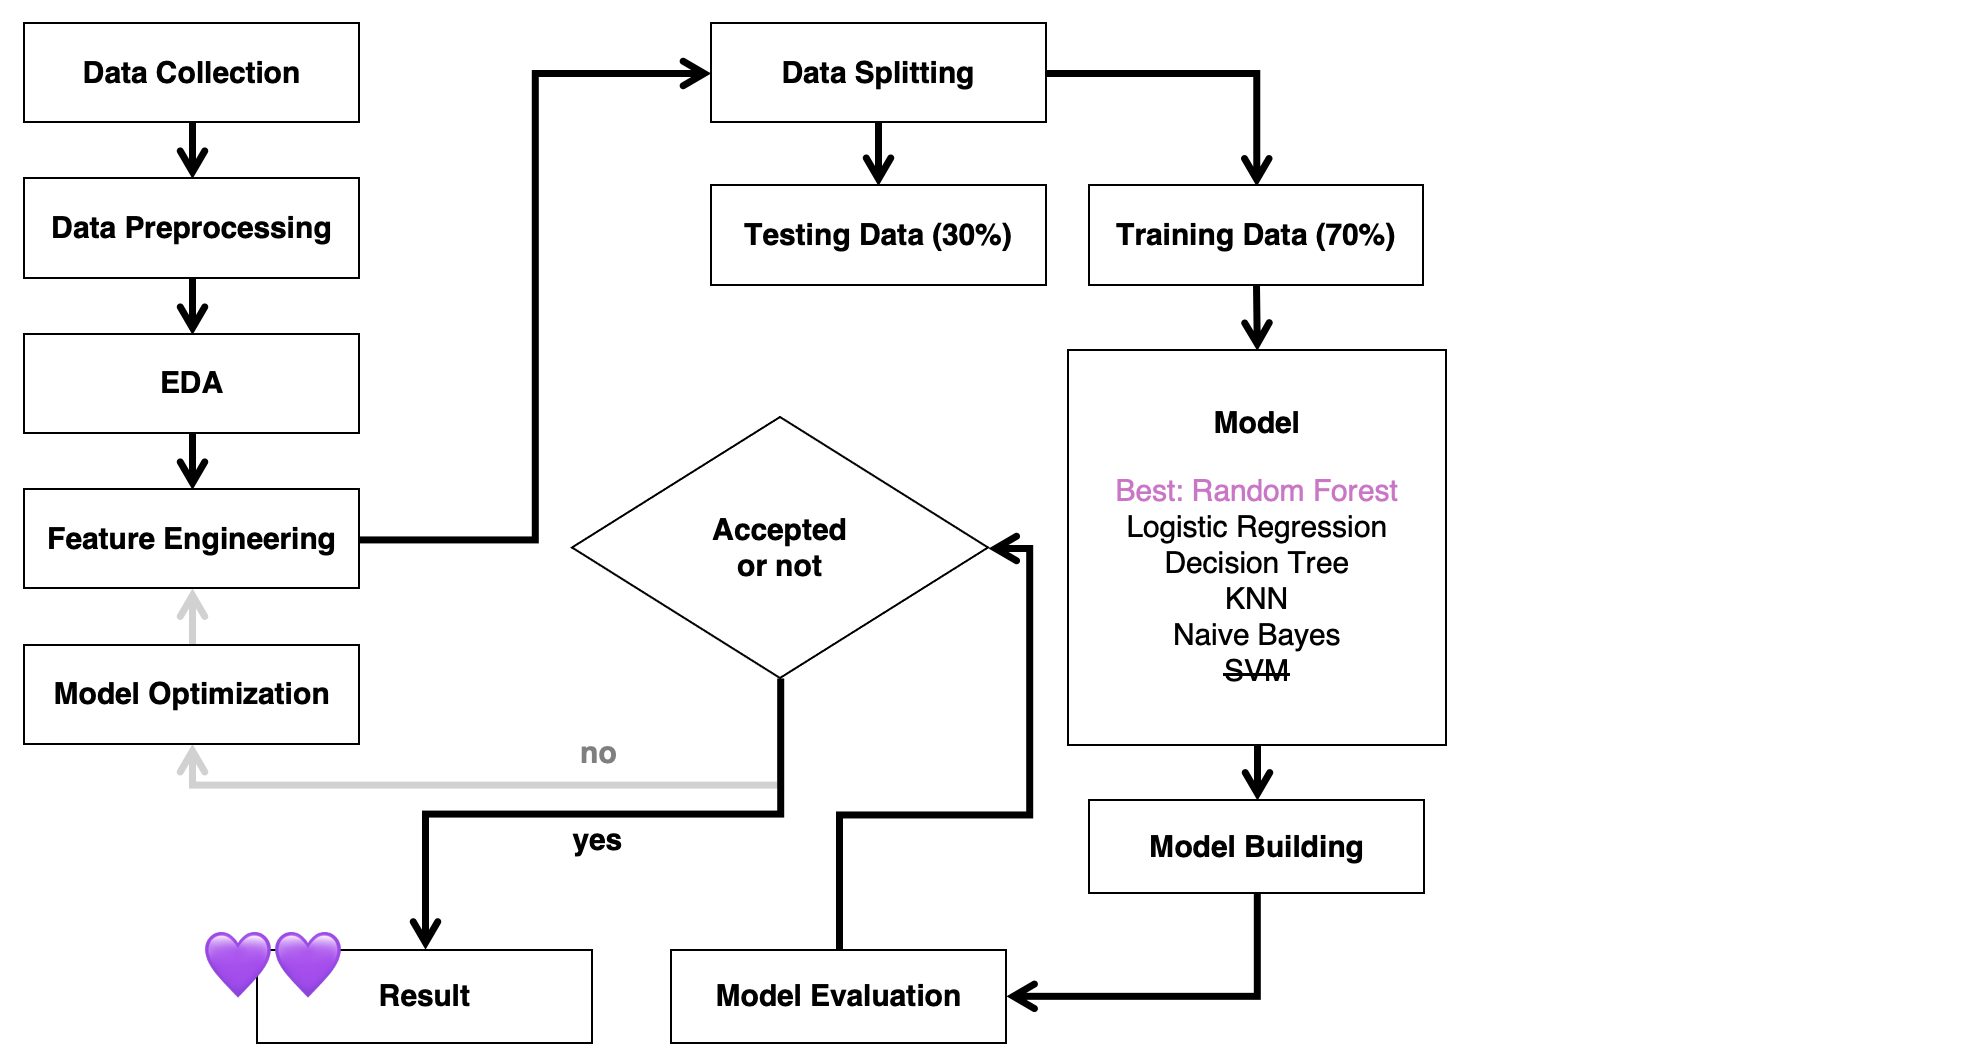 Data Collection
Data Preprocessing
EDA
Feature Engineering
Model Optimization
Data Splitting
Testing Data (30%)
Training Data (70%)
Model
Best: Random Forest
Logistic Regression
Decision Tree
KNN
Naive Bayes
SVM
Model Building
Model Evaluation
Accepted
or not
no
yes
Result